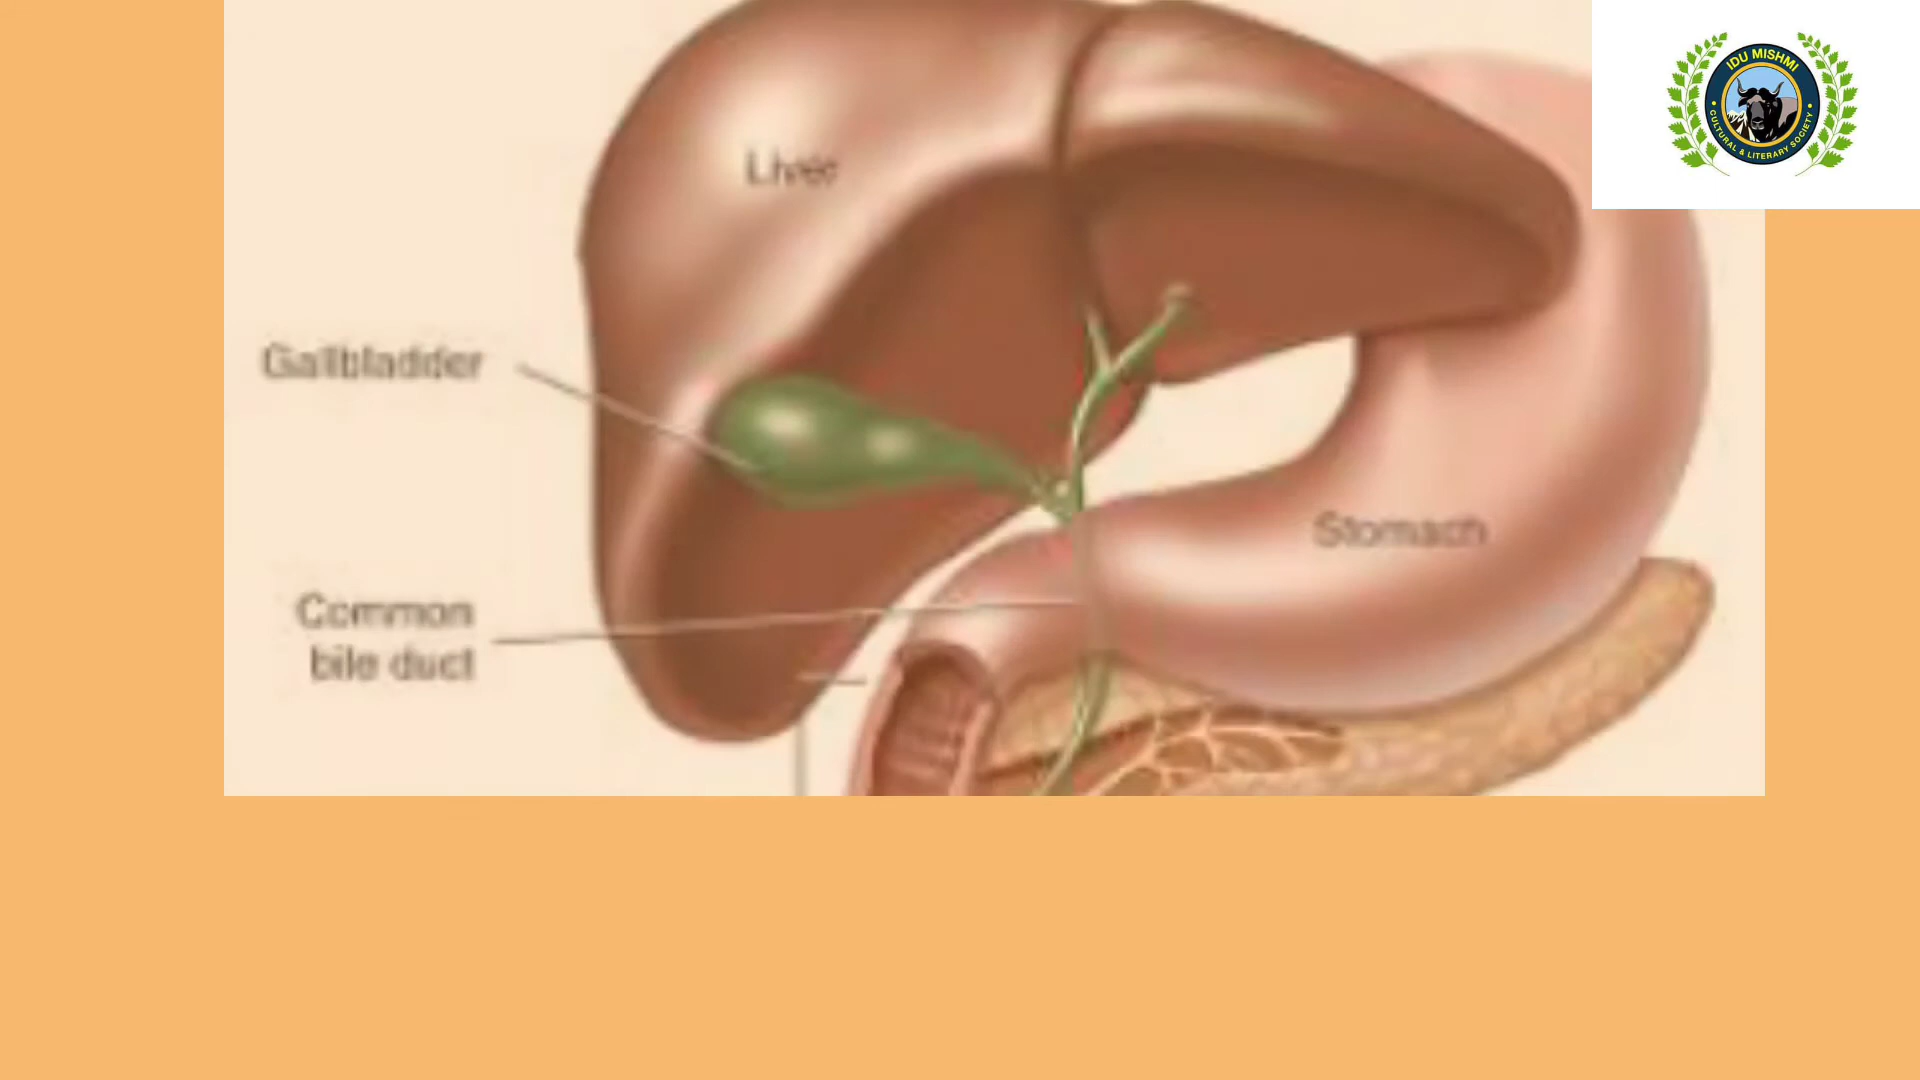 IDU MISHMI
CULTURAL & LITERARY SOCIETY
Liver
Gallbladder
Stomach
Common
bile duct